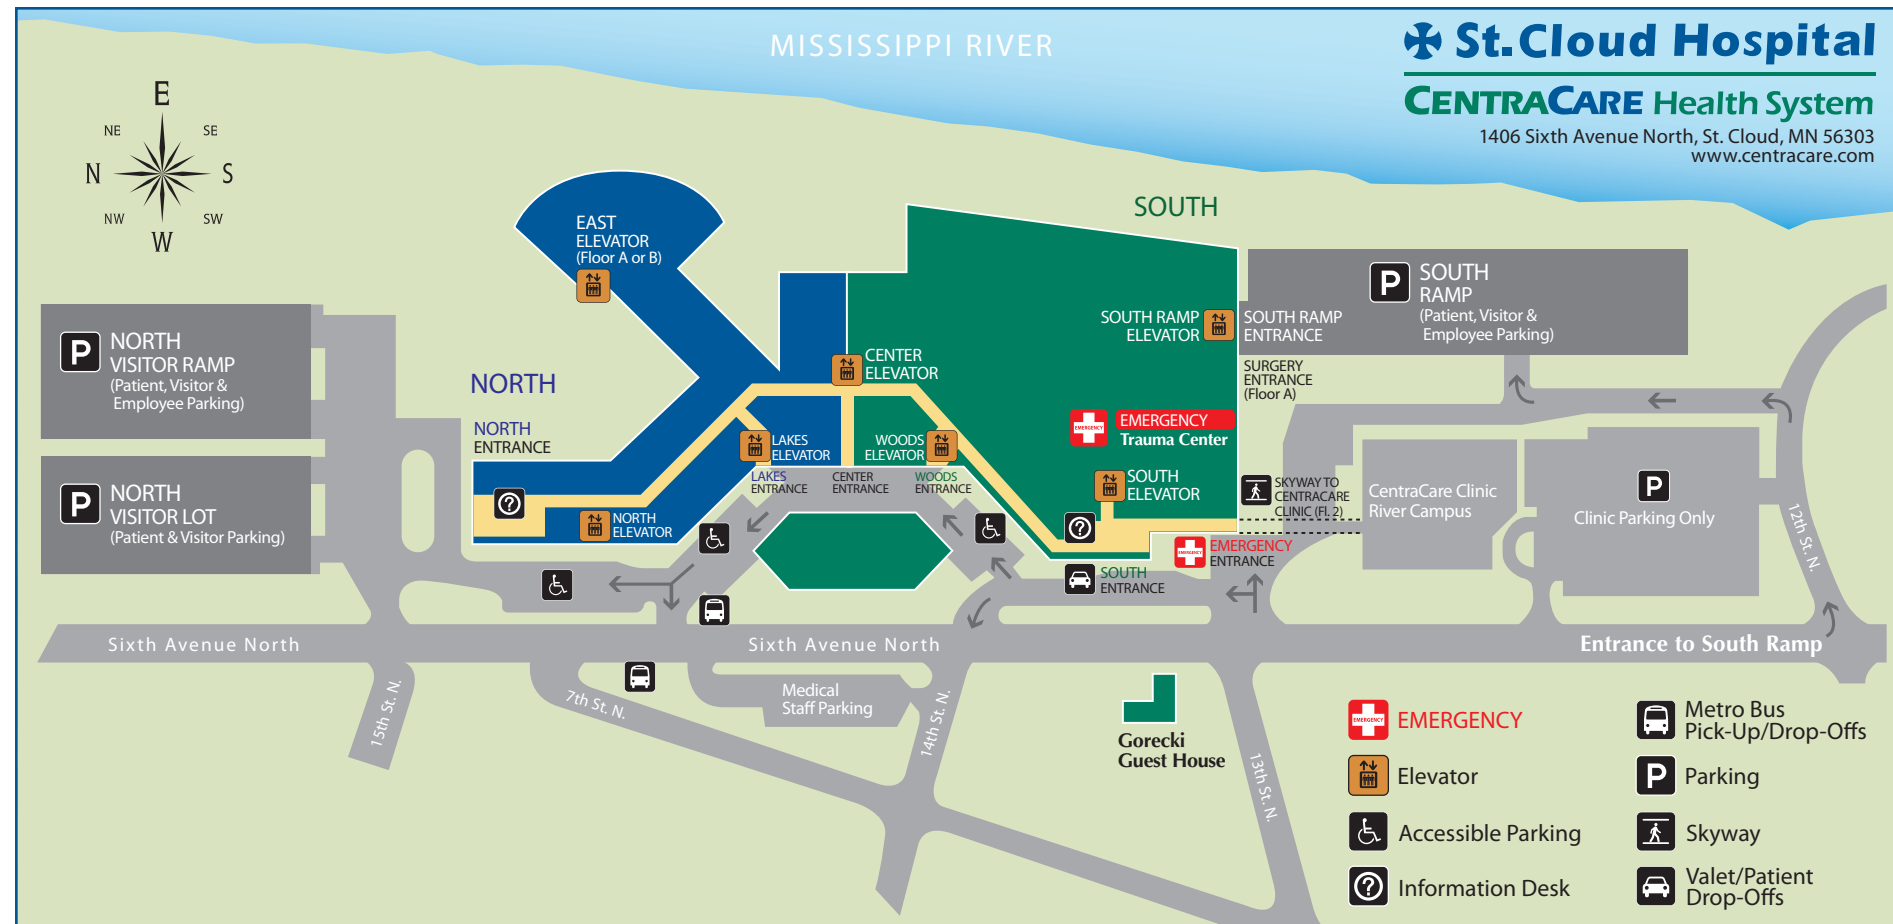 MISSISSIPPI RIVER
St.Cloud Hospital
CENTRACARE Health System
1406 Sixth Avenue North, St. Cloud, MN 56303
www.centracare.com
E
NE
SE
N
S
NW
SW
W
EAST
ELEVATOR
(Floor A or B)
SOUTH
P
SOUTH
RAMP
(Patient, Visitor &
Employee Parking)
SOUTH RAMP
ELEVATOR
SOUTH RAMP
ENTRANCE
P
NORTH
VISITOR RAMP
(Patient, Visitor &
Employee Parking)
CENTER
ELEVATOR
SURGERY
ENTRANCE
(Floor A)
NORTH
NORTH
ENTRANCE
EMERGENCY
EMERGENCY
Trauma Center
LAKES
ELEVATOR
WOODS
ELEVATOR
LAKES
ENTRANCE
CENTER
ENTRANCE
WOODS
ENTRANCE
SOUTH
ELEVATOR
SKYWAY TO
CENTRACARE
CLINIC (Fl. 2)
CentraCare Clinic
River Campus
P
Clinic Parking Only
P
NORTH
VISITOR LOT
(Patient & Visitor Parking)
?
NORTH
ELEVATOR
?
EMERGENCY
EMERGENCY
ENTRANCE
SOUTH
ENTRANCE
12th St. N.
Sixth Avenue North
Sixth Avenue North
Entrance to South Ramp
15th St. N.
7th St. N.
Medical
Staff Parking
14th St. N.
Gorecki
Guest House
13th St. N.
EMERGENCY
EMERGENCY
Metro Bus
Pick-Up/Drop-Offs
Elevator
P
Parking
Accessible Parking
Skyway
?
Information Desk
Valet/Patient
Drop-Offs